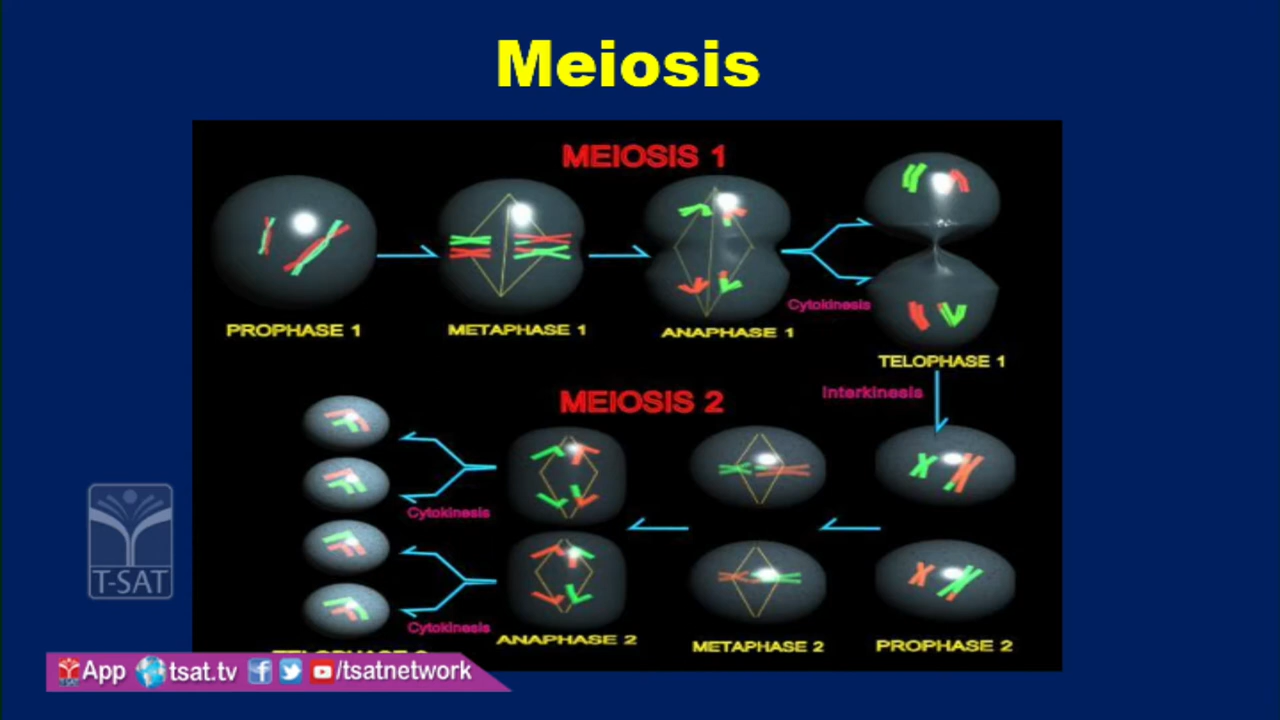 Meiosis
MEIOSIS 1
PROPHASE 1
METAPHASE 1
ANAPHASE 1
Cytokinesis
TELOPHASE 1
Interkinesis
MEIOSIS 2
Cytokinesis
Cytokinesis
ANAPHASE 2
METAPHASE 2
PROPHASE 2
T-SAT
App tsat.tv /tsatnetwork